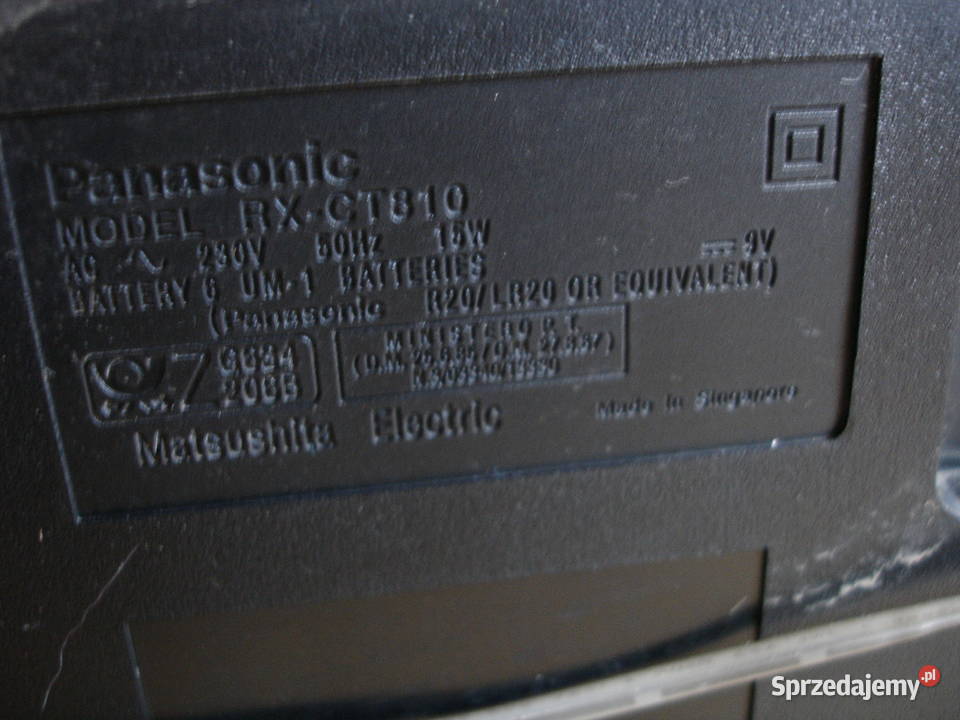 Panasonic
MODEL RX-CT810
AC ~ 230V 50Hz 15W ⎓ 9V
BATTERY 6 UM-1 BATTERIES
(Panasonic R20/LR20 OR EQUIVALENT)
MINISTERO P.T.
Matsushita Electric
Made in Singapore
Sprzedajemy.pl